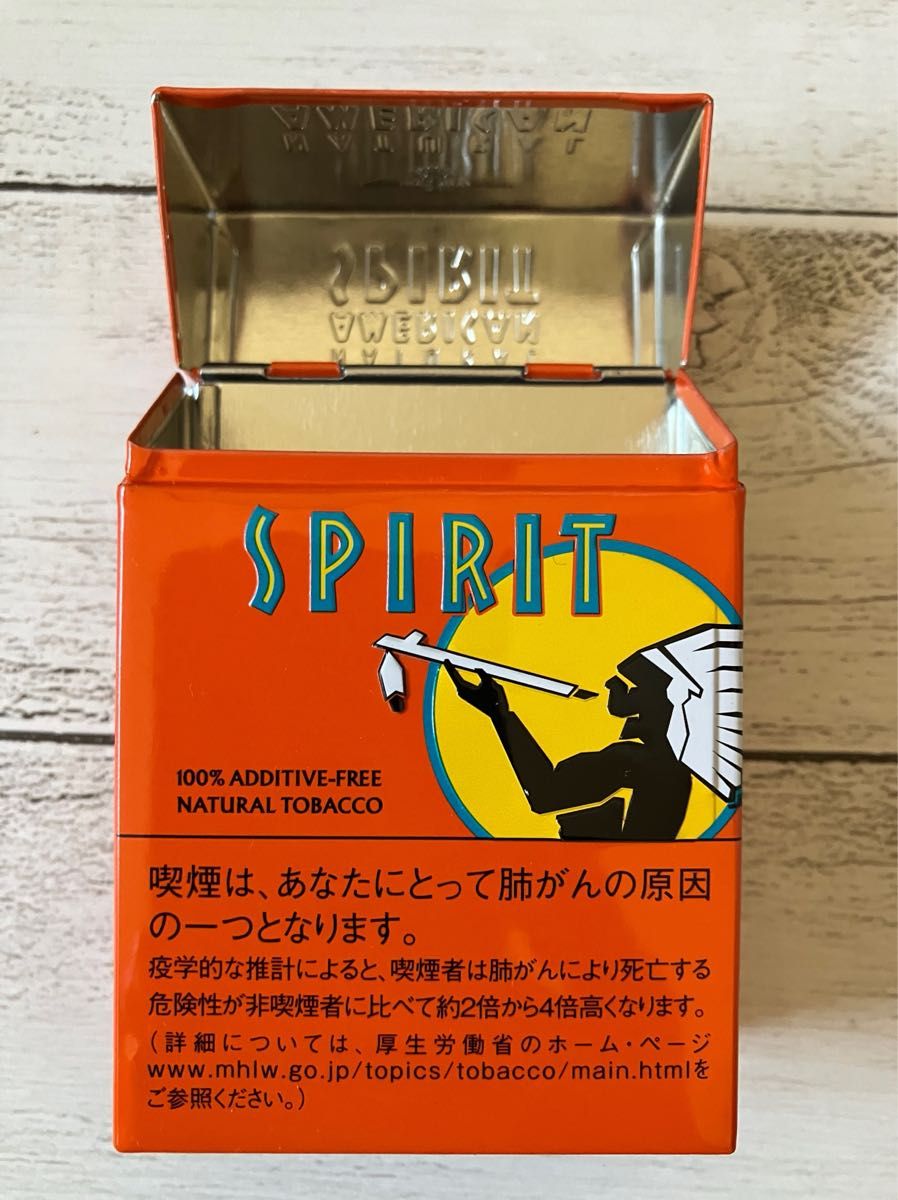 AMERICAN
NATURAL
SPIRIT
AMERICAN
NATURAL
SPIRIT
100% ADDITIVE-FREE
NATURAL TOBACCO
喫煙は、あなたにとって肺がんの原因
の一つとなります。
疫学的な推計によると、喫煙者は肺がんにより死亡する
危険性が非喫煙者に比べて約2倍から4倍高くなります。
(詳細については、厚生労働省のホーム・ページ
www.mhlw.go.jp/topics/tobacco/main.htmlを
ご参照ください。)